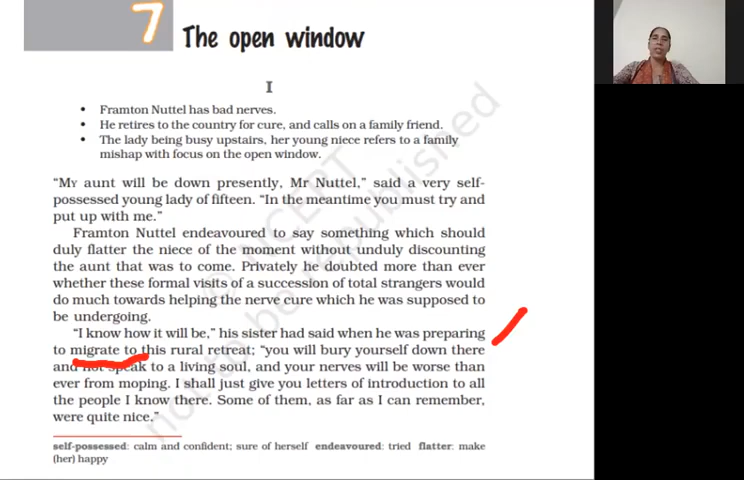 7
The open window
I
• Framton Nuttel has bad nerves.
• He retires to the country for cure, and calls on a family friend.
• The lady being busy upstairs, her young niece refers to a family
mishap with focus on the open window.
“MY aunt will be down presently, Mr Nuttel,” said a very self-
possessed young lady of fifteen. “In the meantime you must try and
put up with me.”
Framton Nuttel endeavoured to say something which should
duly flatter the niece of the moment without unduly discounting
the aunt that was to come. Privately he doubted more than ever
whether these formal visits of a succession of total strangers would
do much towards helping the nerve cure which he was supposed to
be undergoing.
“I know how it will be,” his sister had said when he was preparing
to migrate to this rural retreat; “you will bury yourself down there
and not speak to a living soul, and your nerves will be worse than
ever from moping. I shall just give you letters of introduction to all
the people I know there. Some of them, as far as I can remember,
were quite nice.”
self-possessed: calm and confident; sure of herself endeavoured: tried flatter: make
(her) happy
© NCERT
not to be republished